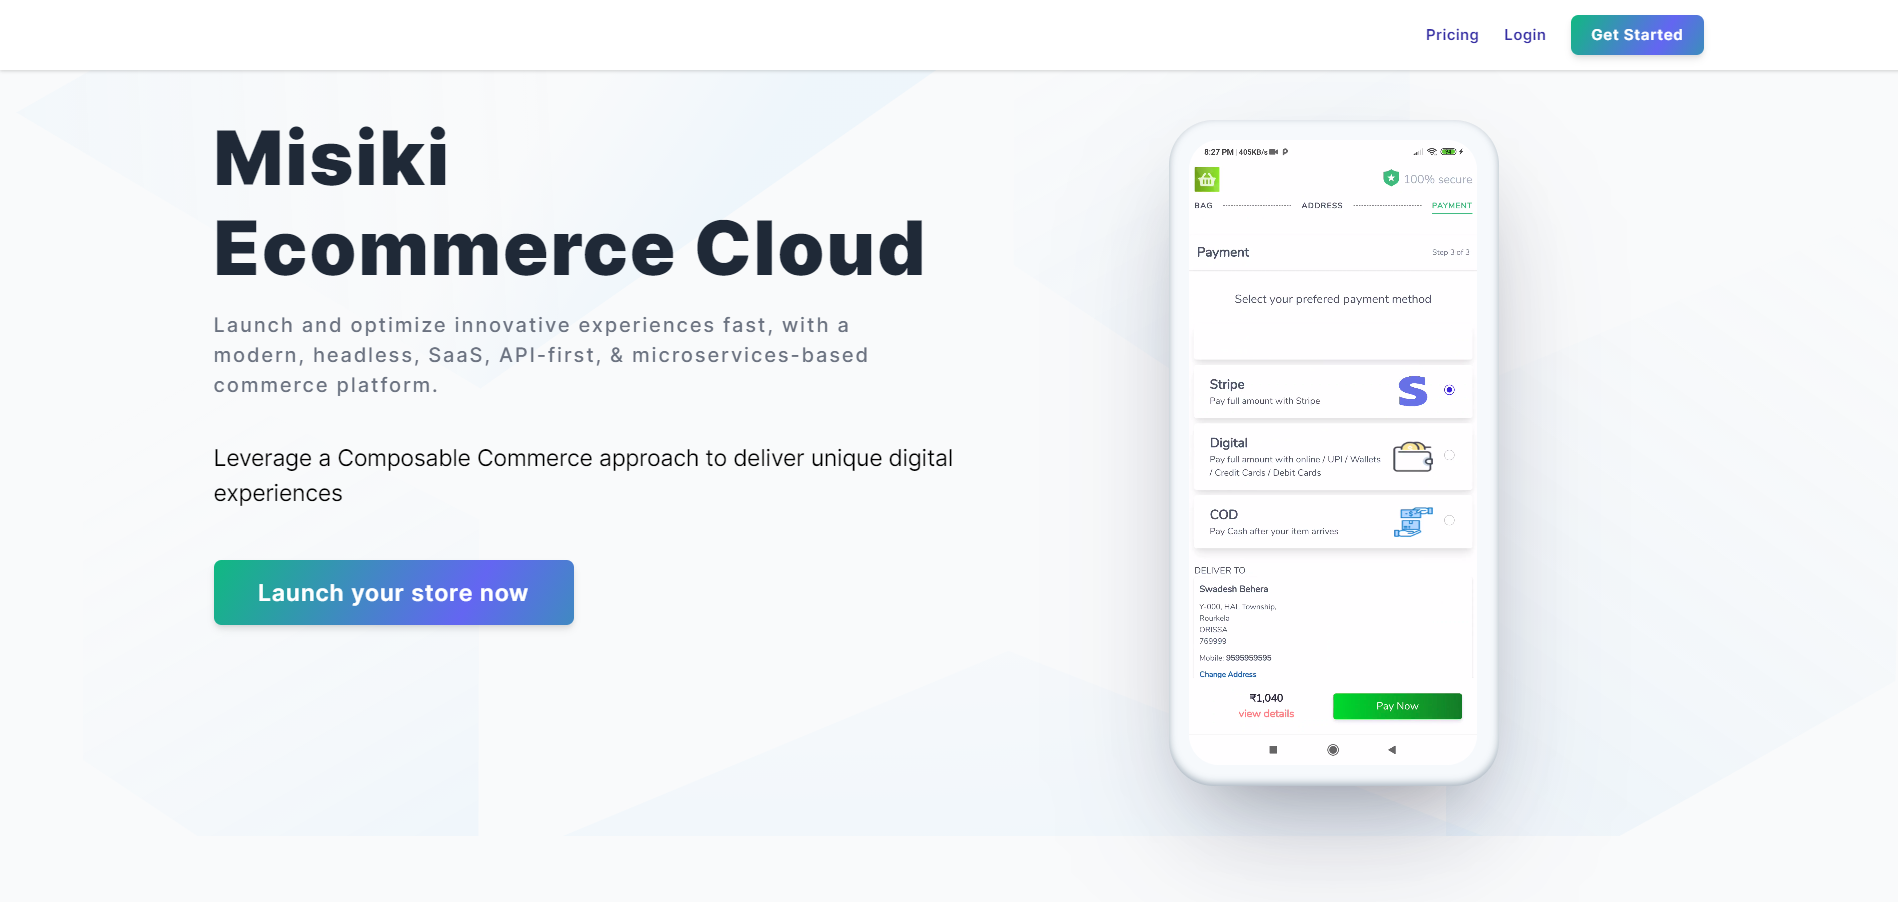 Pricing Login Get Started
Misiki
Ecommerce Cloud
Launch and optimize innovative experiences fast, with a
modern, headless, SaaS, API-first, & microservices-based
commerce platform.
Leverage a Composable Commerce approach to deliver unique digital
experiences
Launch your store now
8:27 PM | 405KB/s
100% secure
BAG ADDRESS PAYMENT
Payment Step 3 of 3
Select your prefered payment method
Stripe
Pay full amount with Stripe
Digital
Pay full amount with online / UPI / Wallets
/ Credit Cards / Debit Cards
COD
Pay Cash after your item arrives
DELIVER TO
Swadesh Behera
Y-000, HAL Township,
Rourkela
ORISSA
769999
Mobile: 9595959595
Change Address
₹1,040
view details
Pay Now